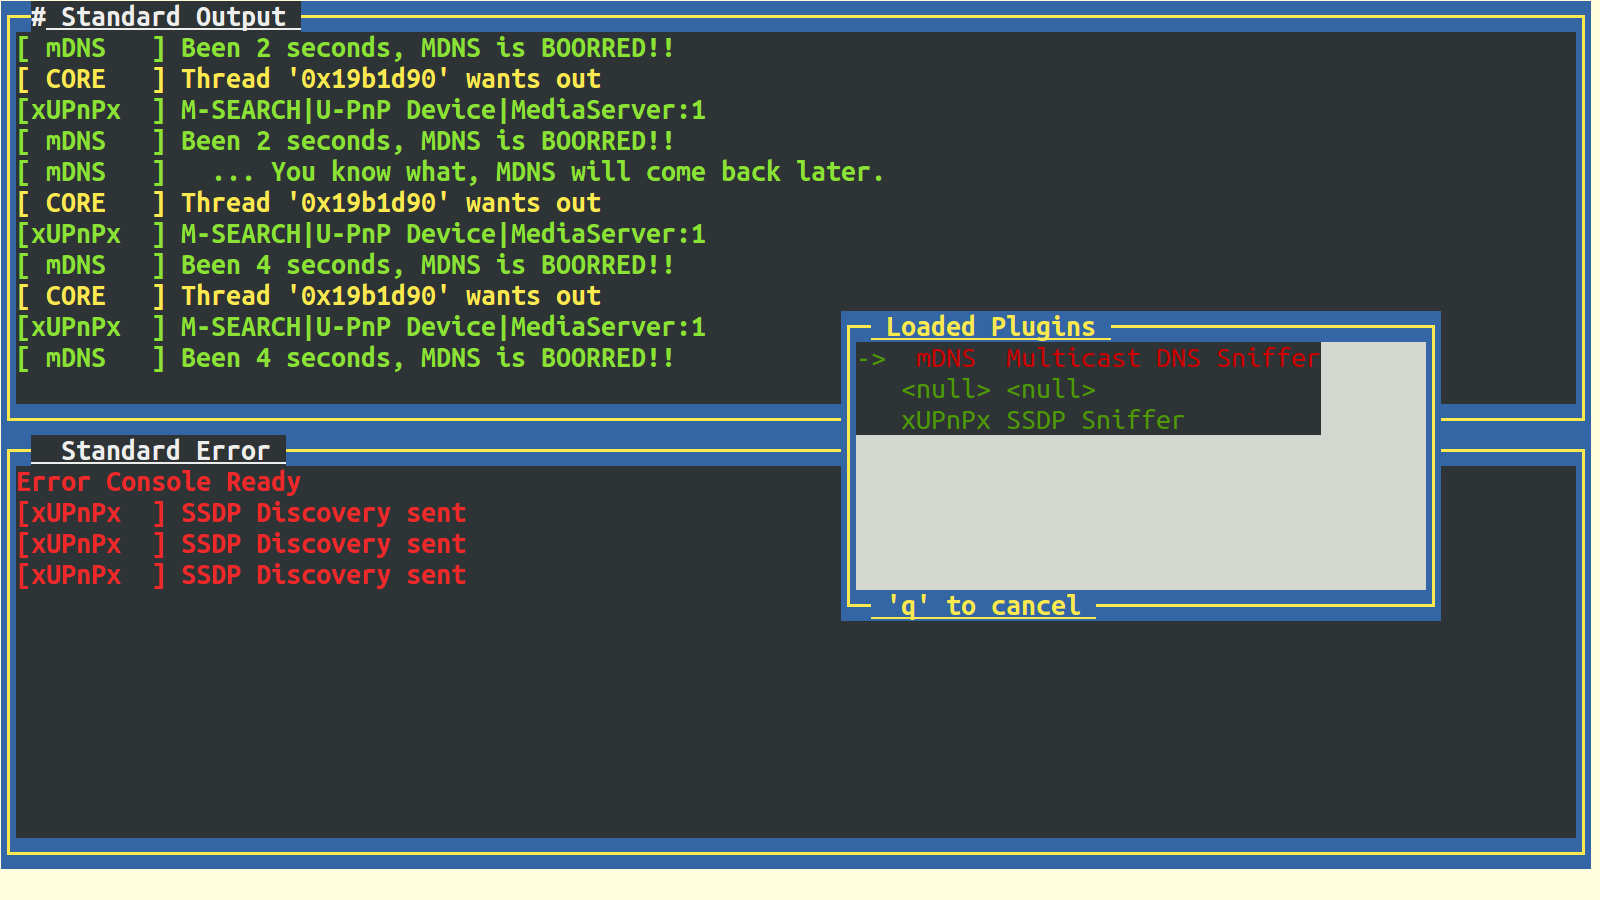 # Standard Output
[ mDNS   ] Been 2 seconds, MDNS is BOORRED!!
[ CORE   ] Thread '0x19b1d90' wants out
[xUPnPx  ] M-SEARCH|U-PnP Device|MediaServer:1
[ mDNS   ] Been 2 seconds, MDNS is BOORRED!!
[ mDNS   ]   ... You know what, MDNS will come back later.
[ CORE   ] Thread '0x19b1d90' wants out
[xUPnPx  ] M-SEARCH|U-PnP Device|MediaServer:1
[ mDNS   ] Been 4 seconds, MDNS is BOORRED!!
[ CORE   ] Thread '0x19b1d90' wants out
[xUPnPx  ] M-SEARCH|U-PnP Device|MediaServer:1
[ mDNS   ] Been 4 seconds, MDNS is BOORRED!!
Loaded Plugins
->  mDNS  Multicast DNS Sniffer
<null> <null>
xUPnPx SSDP Sniffer
'q' to cancel
Standard Error
Error Console Ready
[xUPnPx  ] SSDP Discovery sent
[xUPnPx  ] SSDP Discovery sent
[xUPnPx  ] SSDP Discovery sent